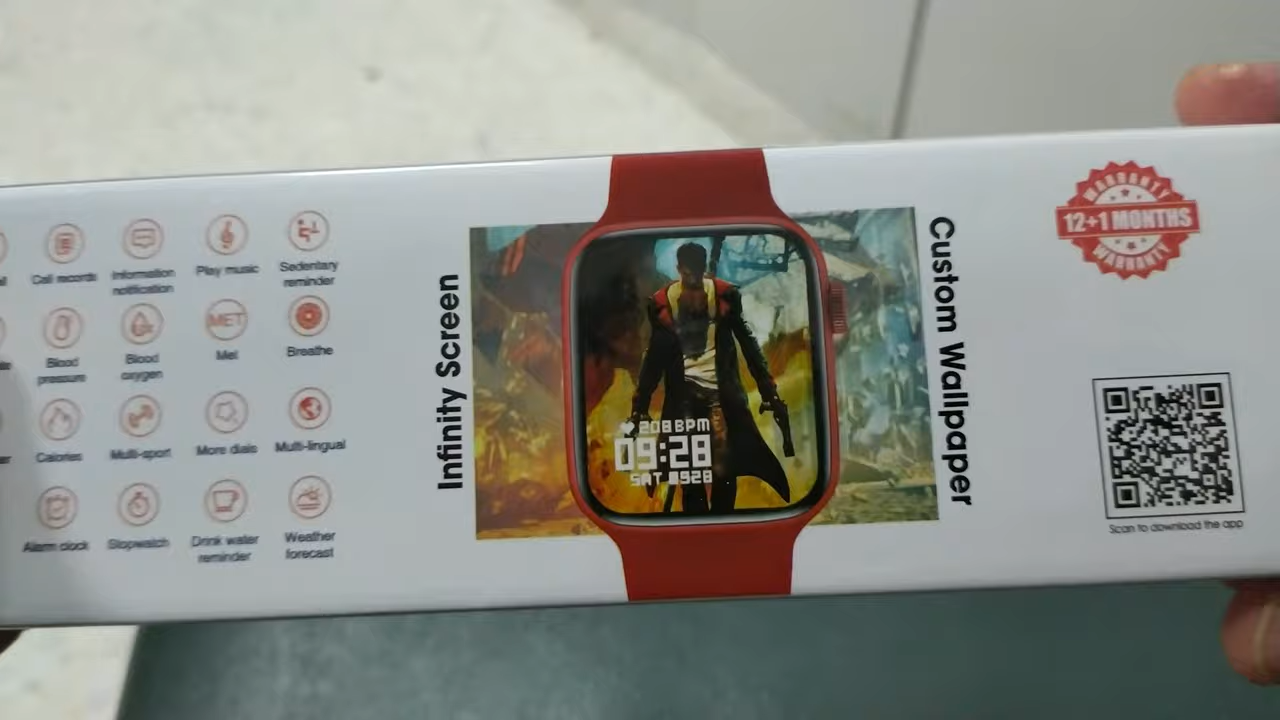 Call records
Information
notification
Play music
Sedentary
reminder
Blood
pressure
Blood
oxygen
MET
Met
Breathe
Calories
Multi-sport
More dials
Multi-lingual
Alarm clock
Stopwatch
Drink water
reminder
Weather
forecast
Infinity Screen
208 BPM
09:28
SAT 0928
Custom Wallpaper
WARRANTY
12+1 MONTHS
WARRANTY
Scan to download the app